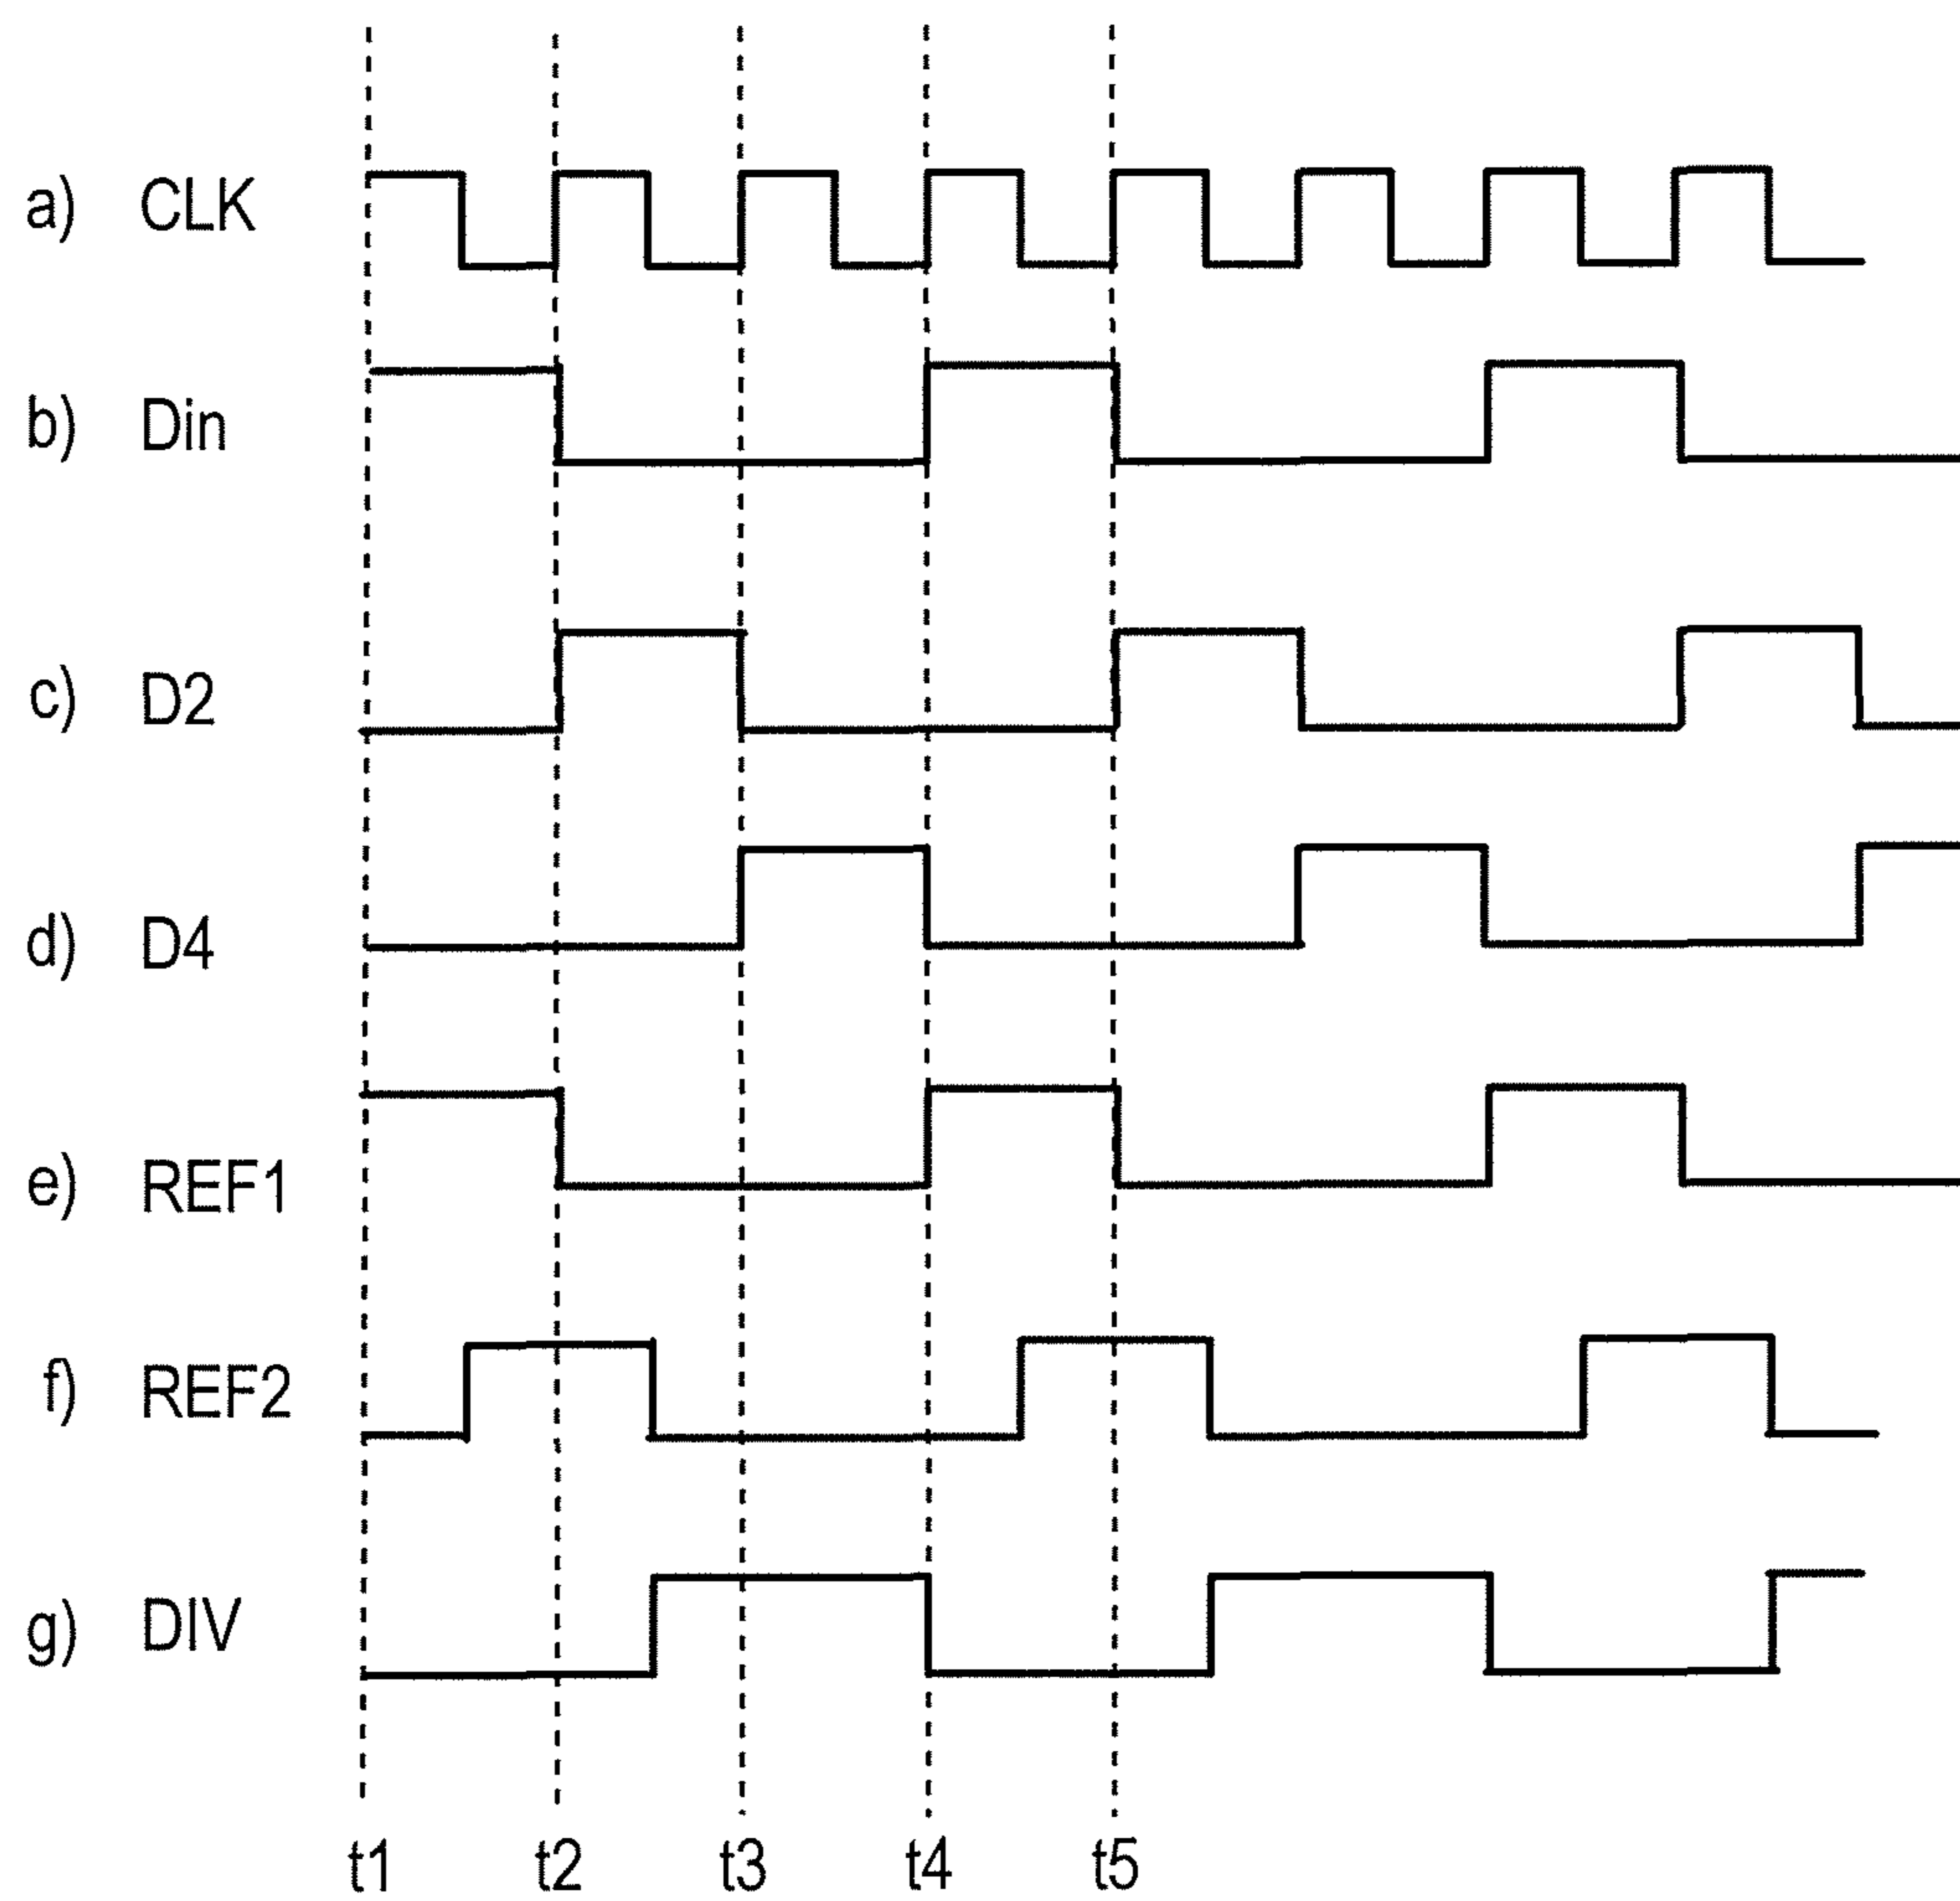 a) CLK
b) Din
c) D2
d) D4
e) REF1
f) REF2
g) DIV
t1 t2 t3 t4 t5